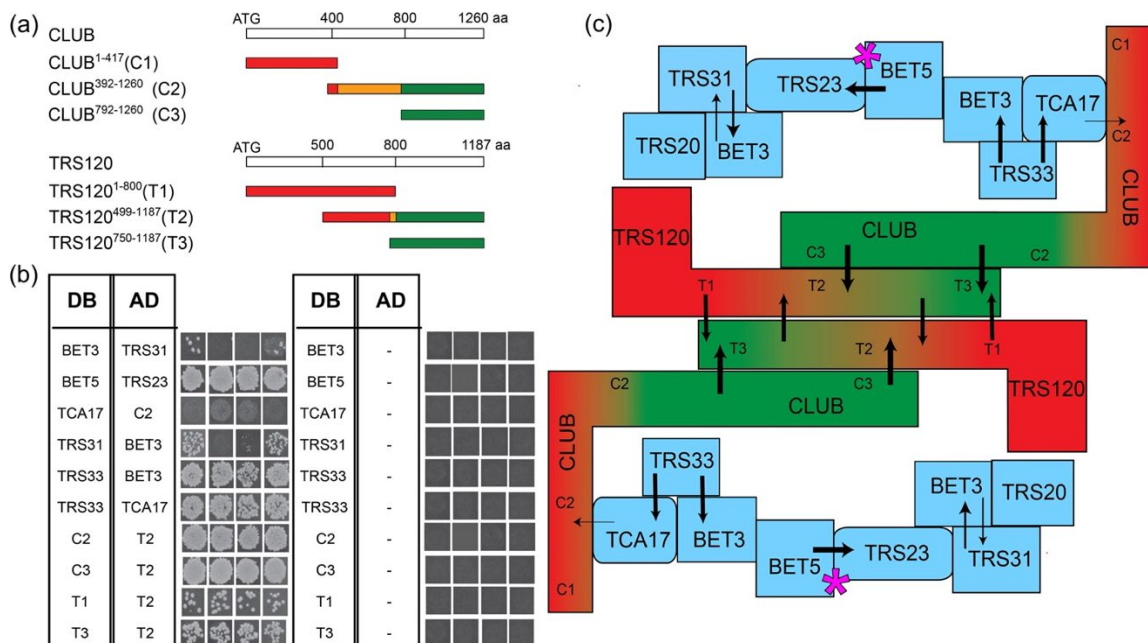 (a)
ATG 400 800 1260 aa
CLUB
CLUB1-417(C1)
CLUB392-1260 (C2)
CLUB792-1260 (C3)
ATG 500 800 1187 aa
TRS120
TRS1201-800(T1)
TRS120499-1187(T2)
TRS120750-1187(T3)
(b)
DB AD DB AD
BET3 TRS31 BET3 -
BET5 TRS23 BET5 -
TCA17 C2 TCA17 -
TRS31 BET3 TRS31 -
TRS33 BET3 TRS33 -
TRS33 TCA17 TRS33 -
C2 T2 C2 -
C3 T2 C3 -
T1 T2 T1 -
T3 T2 T3 -
(c)
C1
TRS31 TRS23 BET5
BET3 TCA17
TRS20 BET3
C2
TRS33
CLUB
TRS120
CLUB
C3 C2
T1 T2 T3
T3 T2 T1
C2 C3
TRS120
CLUB
CLUB
TRS33
C2
BET3 TRS20
TCA17 BET3
BET5 TRS23 TRS31
C1